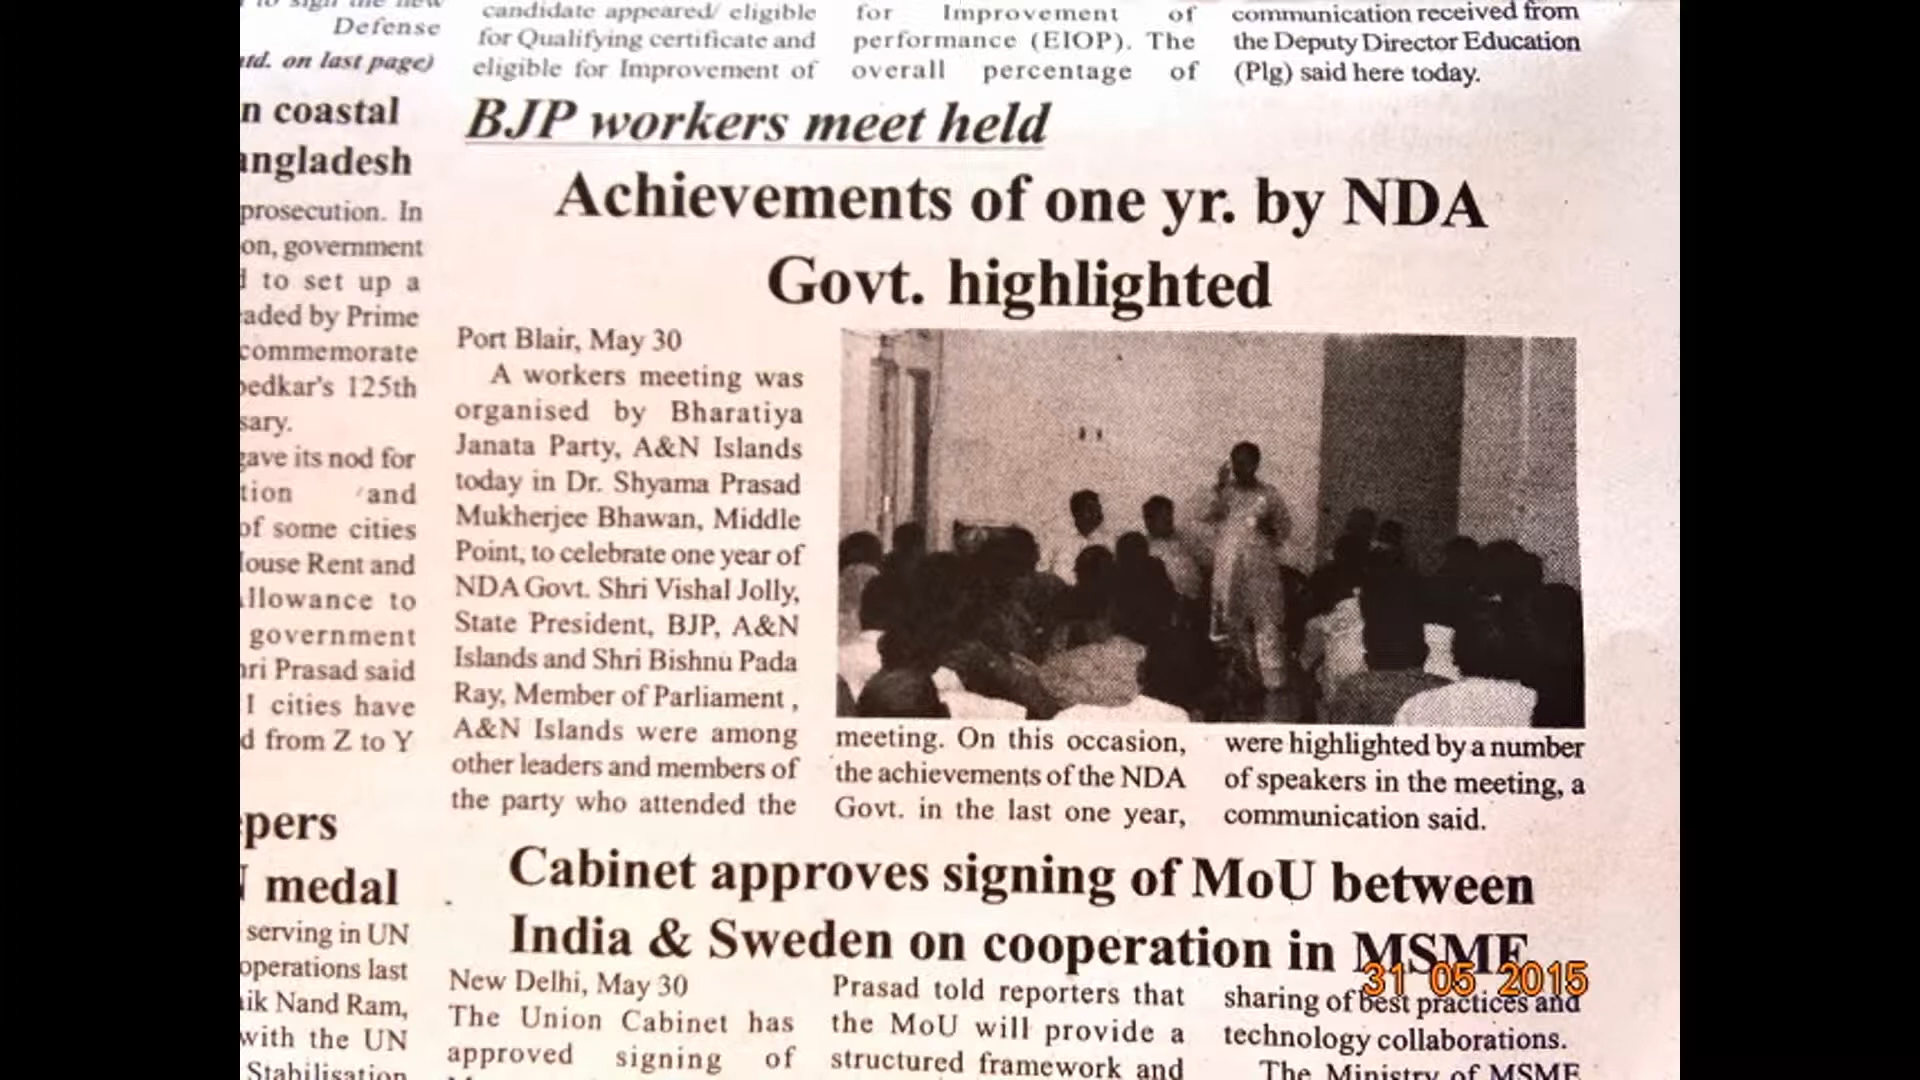 to sign the new
Defense
td. on last page)
n coastal
angladesh
prosecution. In
on, government
to set up a
aded by Prime
commemorate
bedkar's 125th
sary.
gave its nod for
tion and
of some cities
House Rent and
llowance to
government
ri Prasad said
I cities have
d from Z to Y
pers
medal
serving in UN
operations last
ik Nand Ram,
with the UN
Stabilisation
candidate appeared/ eligible
for Qualifying certificate and
eligible for Improvement of
for Improvement of
performance (EIOP). The
overall percentage of
communication received from
the Deputy Director Education
(Plg) said here today.
BJP workers meet held
Achievements of one yr. by NDA
Govt. highlighted
Port Blair, May 30
A workers meeting was
organised by Bharatiya
Janata Party, A&N Islands
today in Dr. Shyama Prasad
Mukherjee Bhawan, Middle
Point, to celebrate one year of
NDA Govt. Shri Vishal Jolly,
State President, BJP, A&N
Islands and Shri Bishnu Pada
Ray, Member of Parliament ,
A&N Islands were among
other leaders and members of
the party who attended the
meeting. On this occasion,
the achievements of the NDA
Govt. in the last one year,
were highlighted by a number
of speakers in the meeting, a
communication said.
Cabinet approves signing of MoU between
India & Sweden on cooperation in MSME
New Delhi, May 30
The Union Cabinet has
approved signing of
Prasad told reporters that
the MoU will provide a
structured framework and
31 05 2015
sharing of best practices and
technology collaborations.
The Ministry of MSME